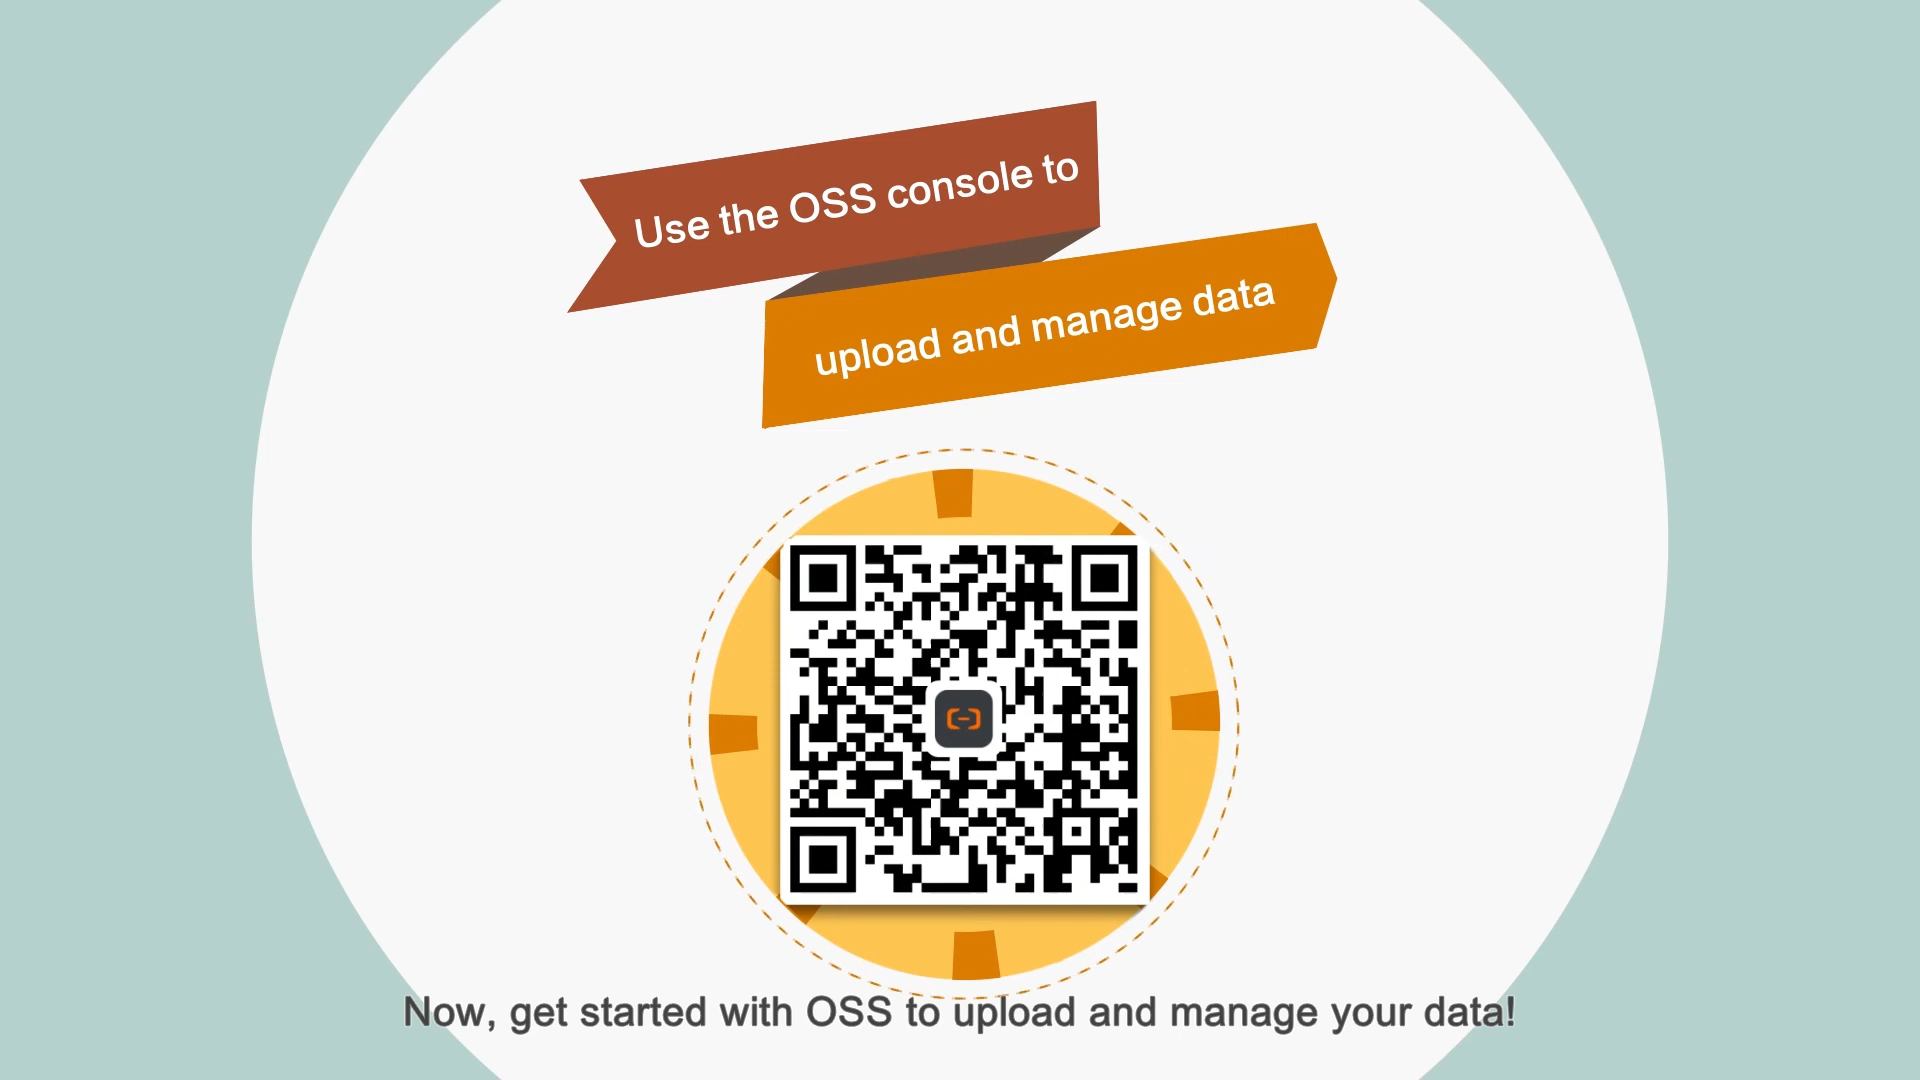 Use the OSS console to
upload and manage data
Now, get started with OSS to upload and manage your data!